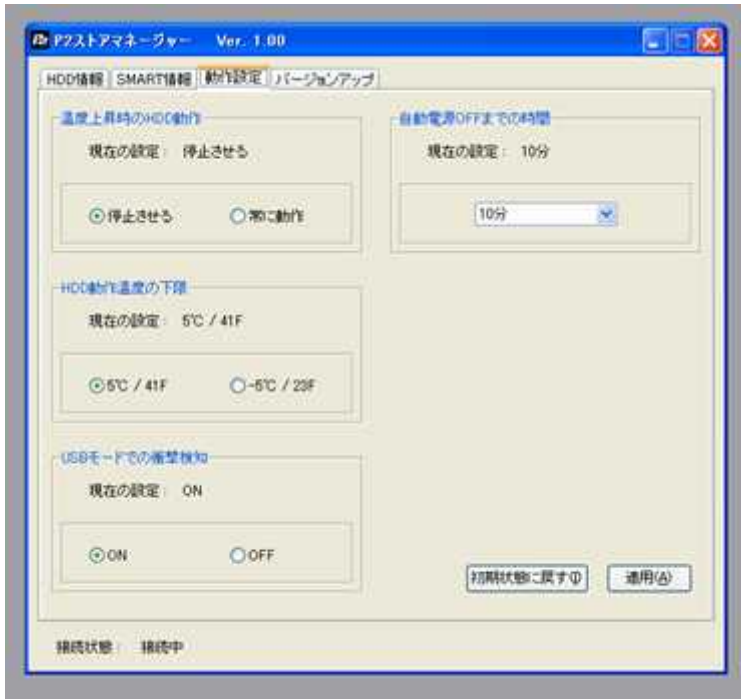 P2ストアマネージャー Ver. 1.00
HDD情報 SMART情報 動作設定 バージョンアップ
温度上昇時のHDD動作
現在の設定： 停止させる
停止させる 常に動作
自動電源OFFまでの時間
現在の設定： 10分
10分
HDD動作温度の下限
現在の設定： 5℃ / 41F
5℃ / 41F -5℃ / 23F
USBモードでの衝撃検知
現在の設定： ON
ON OFF
初期状態に戻す(I) 適用(A)
接続状態： 接続中